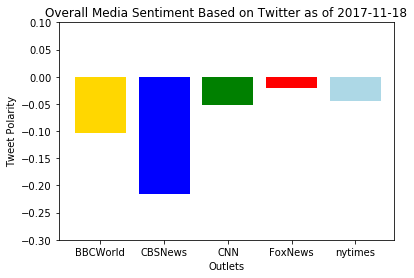 Overall Media Sentiment Based on Twitter as of 2017-11-18
0.10
0.05
0.00
−0.05
−0.10
−0.15
−0.20
−0.25
−0.30
Tweet Polarity
BBCWorld CBSNews CNN FoxNews nytimes
Outlets